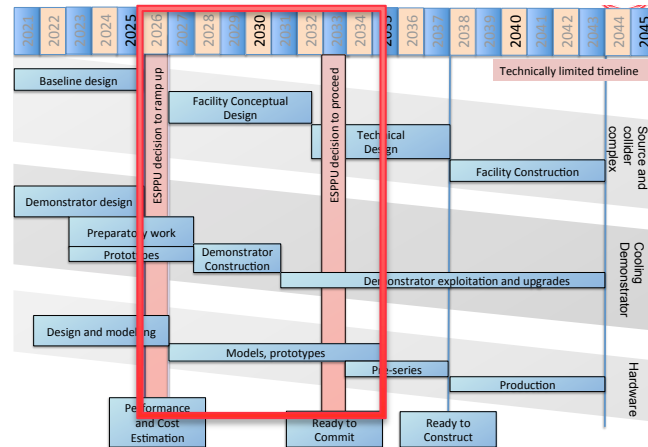 2021 2022 2023 2024 2025 2026 2027 2028 2029 2030 2031 2032 2033 2034 2035 2036 2037 2038 2039 2040 2041 2042 2043 2044 2045
Technically limited timeline
Baseline design
ESPPU decision to ramp up
Facility Conceptual
Design
ESPPU decision to proceed
Technical
Design
Facility Construction
Source and
collider
complex
Demonstrator design
Preparatory work
Prototypes
Demonstrator
Construction
Demonstrator exploitation and upgrades
Cooling
Demonstrator
Design and modeling
Models, prototypes
Pre-series
Production
Hardware
Performance
and Cost
Estimation
Ready to
Commit
Ready to
Construct